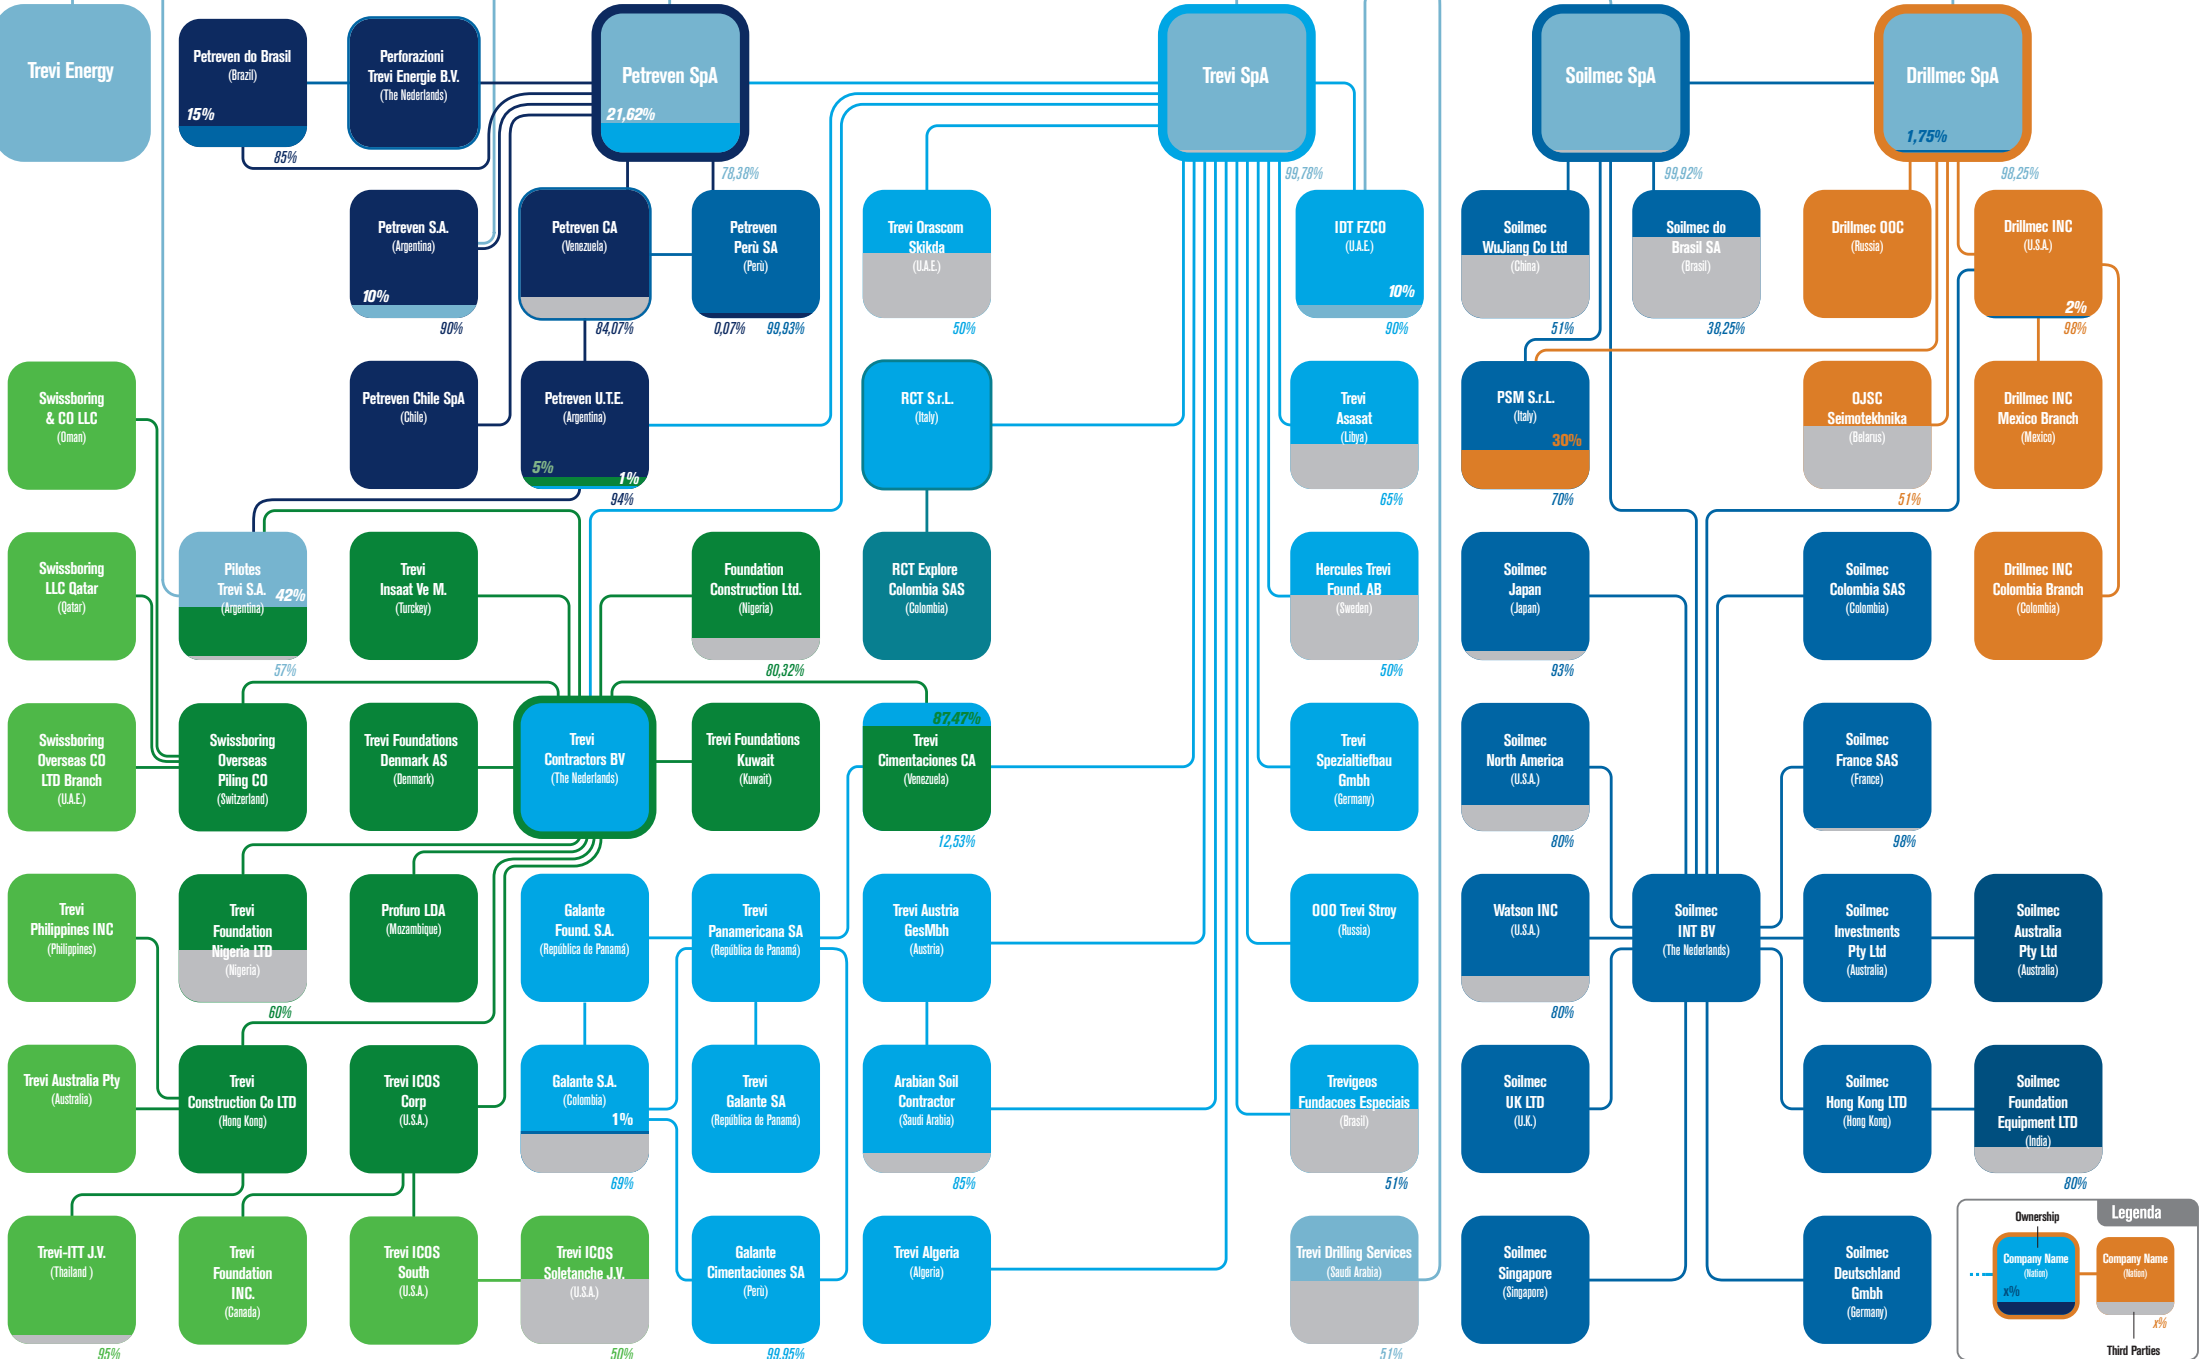 Trevi Energy
Petreven do Brasil
(Brazil)
15%
85%
Perforazioni
Trevi Energie B.V.
(The Nederlands)
Petreven SpA
21,62%
78,38%
Trevi SpA
99,78%
Soilmec SpA
99,92%
Drillmec SpA
1,75%
98,25%
Petreven S.A.
(Argentina)
10%
90%
Petreven CA
(Venezuela)
84,07%
Petreven
Perù SA
(Perù)
0,07%
99,93%
Trevi Orascom
Skikda
(U.A.E.)
50%
IDT FZCO
(U.A.E.)
10%
90%
Soilmec
WuJiang Co Ltd
(China)
51%
Soilmec do
Brasil SA
(Brasil)
38,25%
Drillmec OOC
(Russia)
Drillmec INC
(U.S.A.)
2%
98%
Swissboring
& CO LLC
(Oman)
Petreven Chile SpA
(Chile)
Petreven U.T.E.
(Argentina)
5%
1%
94%
RCT S.r.L.
(Italy)
Trevi
Asasat
(Libya)
65%
PSM S.r.L.
(Italy)
30%
70%
OJSC
Seimotekhnika
(Belarus)
51%
Drillmec INC
Mexico Branch
(Mexico)
Swissboring
LLC Qatar
(Qatar)
Pilotes
Trevi S.A.
(Argentina)
42%
57%
Trevi
Insaat Ve M.
(Turckey)
Foundation
Construction Ltd.
(Nigeria)
80,32%
RCT Explore
Colombia SAS
(Colombia)
Hercules Trevi
Found. AB
(Sweden)
50%
Soilmec
Japan
(Japan)
93%
Soilmec
Colombia SAS
(Colombia)
Drillmec INC
Colombia Branch
(Colombia)
Swissboring
Overseas CO
LTD Branch
(U.A.E.)
Swissboring
Overseas
Piling CO
(Switzerland)
Trevi Foundations
Denmark AS
(Denmark)
Trevi
Contractors BV
(The Nederlands)
Trevi Foundations
Kuwait
(Kuwait)
87,47%
Trevi
Cimentaciones CA
(Venezuela)
12,53%
Trevi
Spezialtiefbau
Gmbh
(Germany)
Soilmec
North America
(U.S.A.)
80%
Soilmec
France SAS
(France)
98%
Trevi
Philippines INC
(Philippines)
Trevi
Foundation
Nigeria LTD
(Nigeria)
60%
Profuro LDA
(Mozambique)
Galante
Found. S.A.
(República de Panamá)
Trevi
Panamericana SA
(República de Panamá)
Trevi Austria
GesMbh
(Austria)
OOO Trevi Stroy
(Russia)
Watson INC
(U.S.A.)
80%
Soilmec
INT BV
(The Nederlands)
Soilmec
Investments
Pty Ltd
(Australia)
Soilmec
Australia
Pty Ltd
(Australia)
Trevi Australia Pty
(Australia)
Trevi
Construction Co LTD
(Hong Kong)
Trevi ICOS
Corp
(U.S.A.)
Galante S.A.
(Colombia)
1%
69%
Trevi
Galante SA
(República de Panamá)
Arabian Soil
Contractor
(Saudi Arabia)
85%
Trevigeos
Fundacoes Especiais
(Brasil)
51%
Soilmec
UK LTD
(U.K.)
Soilmec
Hong Kong LTD
(Hong Kong)
Soilmec
Foundation
Equipment LTD
(India)
80%
Trevi-ITT J.V.
(Thailand )
95%
Trevi
Foundation
INC.
(Canada)
Trevi ICOS
South
(U.S.A.)
Trevi ICOS
Soletanche J.V.
(U.S.A.)
50%
Galante
Cimentaciones SA
(Perù)
99,95%
Trevi Algeria
(Algeria)
Trevi Drilling Services
(Saudi Arabia)
51%
Soilmec
Singapore
(Singapore)
Soilmec
Deutschland
Gmbh
(Germany)
Legenda
Ownership
Company Name
(Nation)
x%
Company Name
(Nation)
x%
Third Parties